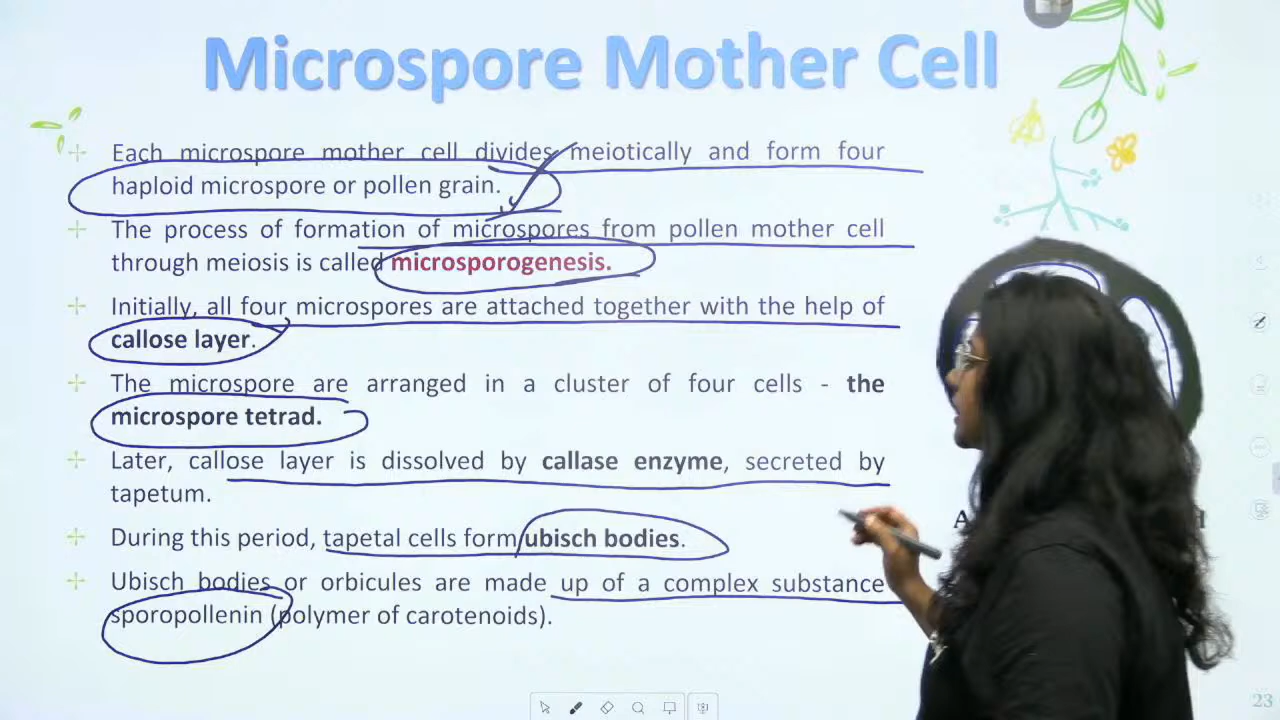 Microspore Mother Cell
Each microspore mother cell divides meiotically and form four
haploid microspore or pollen grain.
The process of formation of microspores from pollen mother cell
through meiosis is called microsporogenesis.
Initially, all four microspores are attached together with the help of
callose layer.
The microspore are arranged in a cluster of four cells - the
microspore tetrad.
Later, callose layer is dissolved by callase enzyme, secreted by
tapetum.
During this period, tapetal cells form ubisch bodies.
Ubisch bodies or orbicules are made up of a complex substance
sporopollenin (polymer of carotenoids).
23